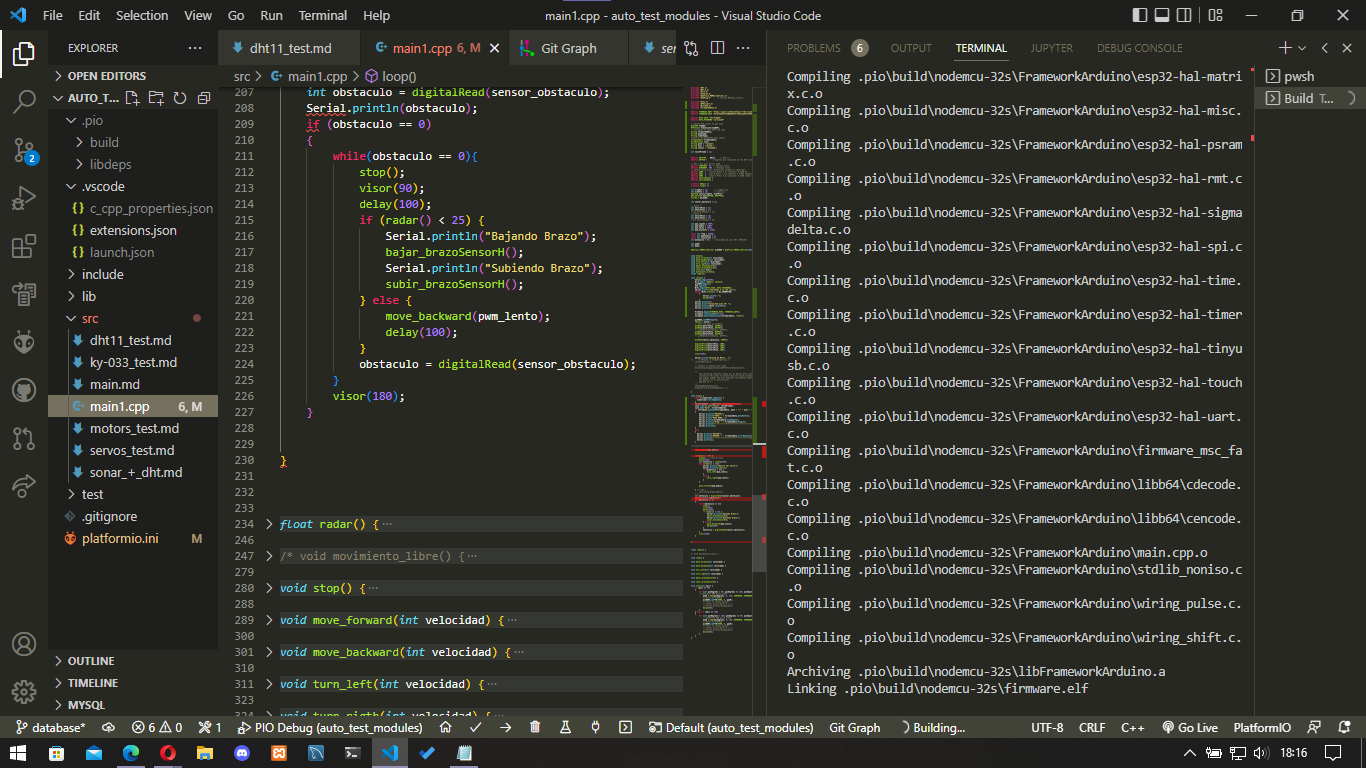 File Edit Selection View Go Run Terminal Help
main1.cpp - auto_test_modules - Visual Studio Code
EXPLORER
OPEN EDITORS
AUTO_T...
.pio
build
libdeps
.vscode
c_cpp_properties.json
extensions.json
launch.json
include
lib
src
dht11_test.md
ky-033_test.md
main.md
main1.cpp 6, M
motors_test.md
servos_test.md
sonar_+_dht.md
test
.gitignore
platformio.ini M
OUTLINE
TIMELINE
MYSQL
2
dht11_test.md main1.cpp 6, M Git Graph ser
src > main1.cpp > loop()
207 int obstaculo = digitalRead(sensor_obstaculo);
208 Serial.println(obstaculo);
209 if (obstaculo == 0)
210 {
211 while(obstaculo == 0){
212 stop();
213 visor(90);
214 delay(100);
215 if (radar() < 25) {
216 Serial.println("Bajando Brazo");
217 bajar_brazoSensorH();
218 Serial.println("Subiendo Brazo");
219 subir_brazoSensorH();
220 } else {
221 move_backward(pwm_lento);
222 delay(100);
223 }
224 obstaculo = digitalRead(sensor_obstaculo);
225 }
226 visor(180);
227 }
228
229
230 }
231
232
233
234 float radar() {···
246
247 /* void movimiento_libre() {···
279
280 void stop() {···
288
289 void move_forward(int velocidad) {···
300
301 void move_backward(int velocidad) {···
310
311 void turn_left(int velocidad) {···
323
324 void turn_rigth(int velocidad) {···
PROBLEMS 6 OUTPUT TERMINAL JUPYTER DEBUG CONSOLE
Compiling .pio\build\nodemcu-32s\FrameworkArduino\esp32-hal-matri
x.c.o
Compiling .pio\build\nodemcu-32s\FrameworkArduino\esp32-hal-misc.
c.o
Compiling .pio\build\nodemcu-32s\FrameworkArduino\esp32-hal-psram
.c.o
Compiling .pio\build\nodemcu-32s\FrameworkArduino\esp32-hal-rmt.c
.o
Compiling .pio\build\nodemcu-32s\FrameworkArduino\esp32-hal-sigma
delta.c.o
Compiling .pio\build\nodemcu-32s\FrameworkArduino\esp32-hal-spi.c
.o
Compiling .pio\build\nodemcu-32s\FrameworkArduino\esp32-hal-time.
c.o
Compiling .pio\build\nodemcu-32s\FrameworkArduino\esp32-hal-timer
.c.o
Compiling .pio\build\nodemcu-32s\FrameworkArduino\esp32-hal-tinyu
sb.c.o
Compiling .pio\build\nodemcu-32s\FrameworkArduino\esp32-hal-touch
.c.o
Compiling .pio\build\nodemcu-32s\FrameworkArduino\esp32-hal-uart.
c.o
Compiling .pio\build\nodemcu-32s\FrameworkArduino\firmware_msc_fa
t.c.o
Compiling .pio\build\nodemcu-32s\FrameworkArduino\libb64\cdecode.
c.o
Compiling .pio\build\nodemcu-32s\FrameworkArduino\libb64\cencode.
c.o
Compiling .pio\build\nodemcu-32s\FrameworkArduino\main.cpp.o
Compiling .pio\build\nodemcu-32s\FrameworkArduino\stdlib_noniso.c
.o
Compiling .pio\build\nodemcu-32s\FrameworkArduino\wiring_pulse.c.
o
Compiling .pio\build\nodemcu-32s\FrameworkArduino\wiring_shift.c.
o
Archiving .pio\build\nodemcu-32s\libFrameworkArduino.a
Linking .pio\build\nodemcu-32s\firmware.elf
pwsh
Build T...
database* 6 0 1 PIO Debug (auto_test_modules) Default (auto_test_modules) Git Graph Building... UTF-8 CRLF C++ Go Live PlatformIO
18:16